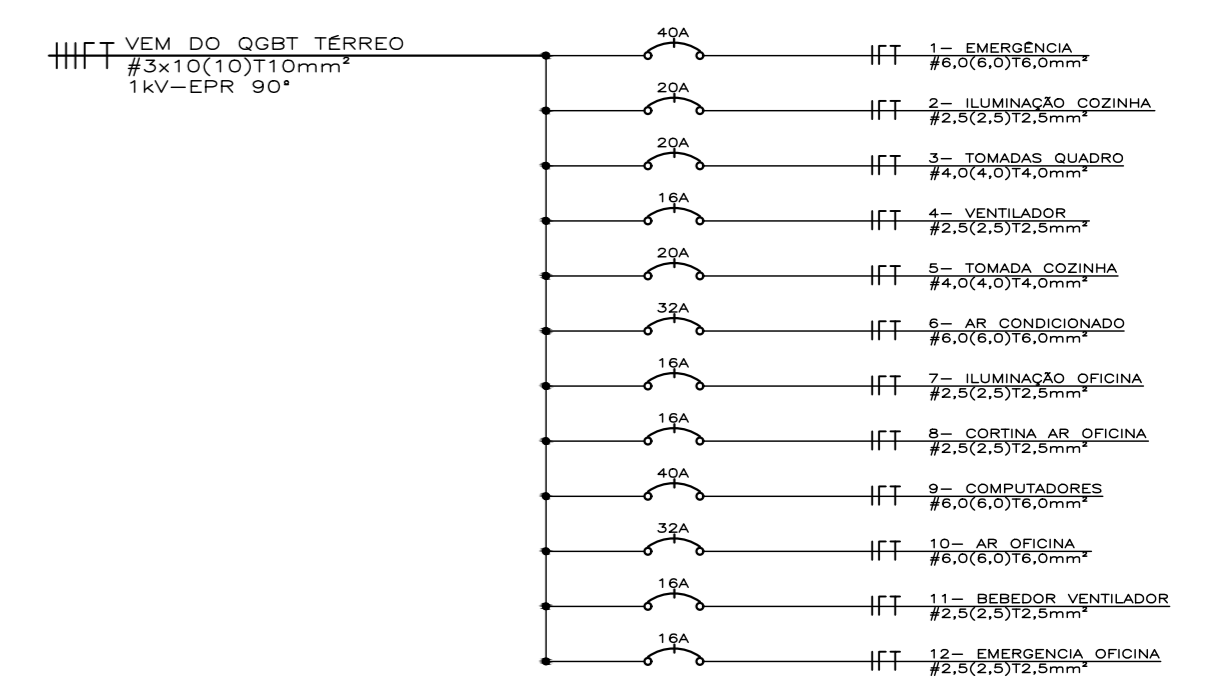 VEM DO QGBT TÉRREO
#3x10(10)T10mm²
1kV-EPR 90°
40A
1- EMERGÊNCIA
#6,0(6,0)T6,0mm²
20A
2- ILUMINAÇÃO COZINHA
#2,5(2,5)T2,5mm²
20A
3- TOMADAS QUADRO
#4,0(4,0)T4,0mm²
16A
4- VENTILADOR
#2,5(2,5)T2,5mm²
20A
5- TOMADA COZINHA
#4,0(4,0)T4,0mm²
32A
6- AR CONDICIONADO
#6,0(6,0)T6,0mm²
16A
7- ILUMINAÇÃO OFICINA
#2,5(2,5)T2,5mm²
16A
8- CORTINA AR OFICINA
#2,5(2,5)T2,5mm²
40A
9- COMPUTADORES
#6,0(6,0)T6,0mm²
32A
10- AR OFICINA
#6,0(6,0)T6,0mm²
16A
11- BEBEDOR VENTILADOR
#2,5(2,5)T2,5mm²
16A
12- EMERGENCIA OFICINA
#2,5(2,5)T2,5mm²